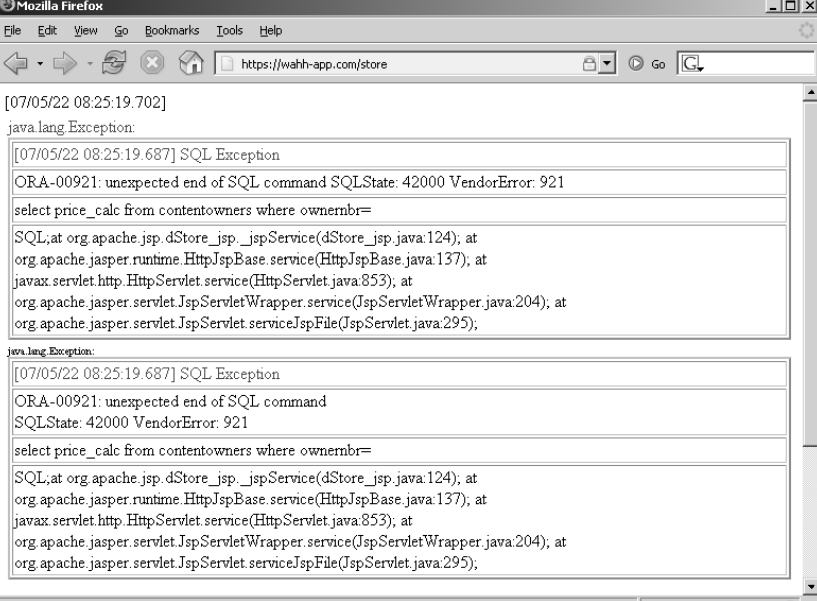 Mozilla Firefox
File Edit View Go Bookmarks Tools Help
https://wahh-app.com/store Go G
[07/05/22 08:25:19.702]
java.lang.Exception:
[07/05/22 08:25:19.687] SQL Exception
ORA-00921: unexpected end of SQL command SQLState: 42000 VendorError: 921
select price_calc from contentowners where ownernbr=
SQL;at org.apache.jsp.dStore_jsp._jspService(dStore_jsp.java:124); at
org.apache.jasper.runtime.HttpJspBase.service(HttpJspBase.java:137); at
javax.servlet.http.HttpServlet.service(HttpServlet.java:853); at
org.apache.jasper.servlet.JspServletWrapper.service(JspServletWrapper.java:204); at
org.apache.jasper.servlet.JspServlet.serviceJspFile(JspServlet.java:295);
java.lang.Exception:
[07/05/22 08:25:19.687] SQL Exception
ORA-00921: unexpected end of SQL command
SQLState: 42000 VendorError: 921
select price_calc from contentowners where ownernbr=
SQL;at org.apache.jsp.dStore_jsp._jspService(dStore_jsp.java:124); at
org.apache.jasper.runtime.HttpJspBase.service(HttpJspBase.java:137); at
javax.servlet.http.HttpServlet.service(HttpServlet.java:853); at
org.apache.jasper.servlet.JspServletWrapper.service(JspServletWrapper.java:204); at
org.apache.jasper.servlet.JspServlet.serviceJspFile(JspServlet.java:295);